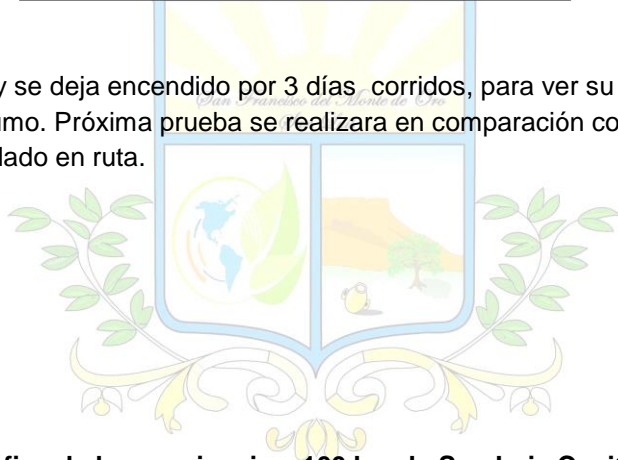 y se deja encendido por 3 días corridos, para ver su
San Francisco del Monte de Oro
umo. Próxima prueba se realizara en comparación co
lado en ruta.